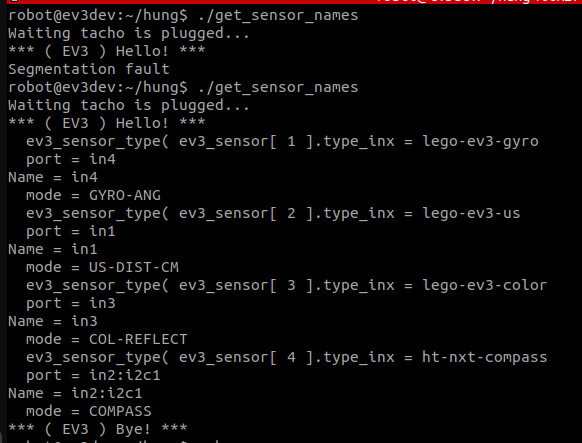 robot@ev3dev:~/hung$ ./get_sensor_names
Waiting tacho is plugged...
*** ( EV3 ) Hello! ***
Segmentation fault
robot@ev3dev:~/hung$ ./get_sensor_names
Waiting tacho is plugged...
*** ( EV3 ) Hello! ***
  ev3_sensor_type( ev3_sensor[ 1 ].type_inx = lego-ev3-gyro
  port = in4
Name = in4
  mode = GYRO-ANG
  ev3_sensor_type( ev3_sensor[ 2 ].type_inx = lego-ev3-us
  port = in1
Name = in1
  mode = US-DIST-CM
  ev3_sensor_type( ev3_sensor[ 3 ].type_inx = lego-ev3-color
  port = in3
Name = in3
  mode = COL-REFLECT
  ev3_sensor_type( ev3_sensor[ 4 ].type_inx = ht-nxt-compass
  port = in2:i2c1
Name = in2:i2c1
  mode = COMPASS
*** ( EV3 ) Bye! ***